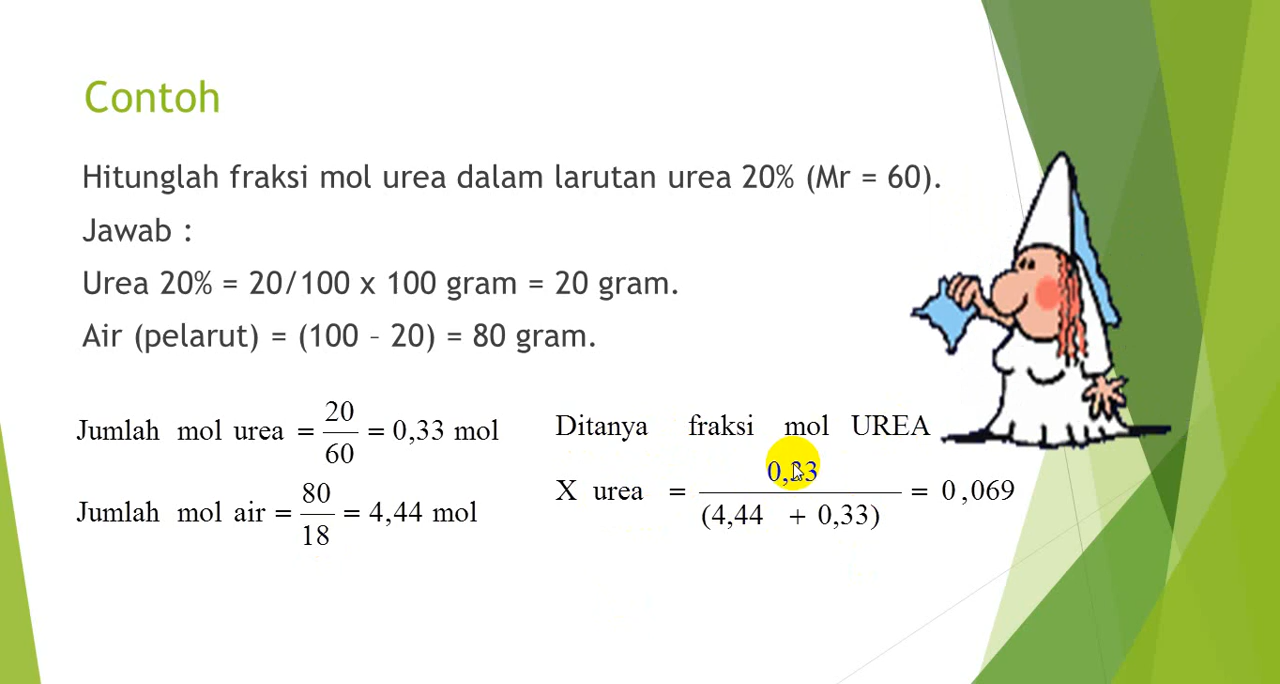 Contoh
Hitunglah fraksi mol urea dalam larutan urea 20% (Mr = 60).
Jawab :
Urea 20% = 20/100 x 100 gram = 20 gram.
Air (pelarut) = (100 – 20) = 80 gram.
Jumlah mol urea = 20/60 = 0,33 mol
Jumlah mol air = 80/18 = 4,44 mol
Ditanya fraksi mol UREA
X urea = 0,33/(4,44 + 0,33) = 0,069